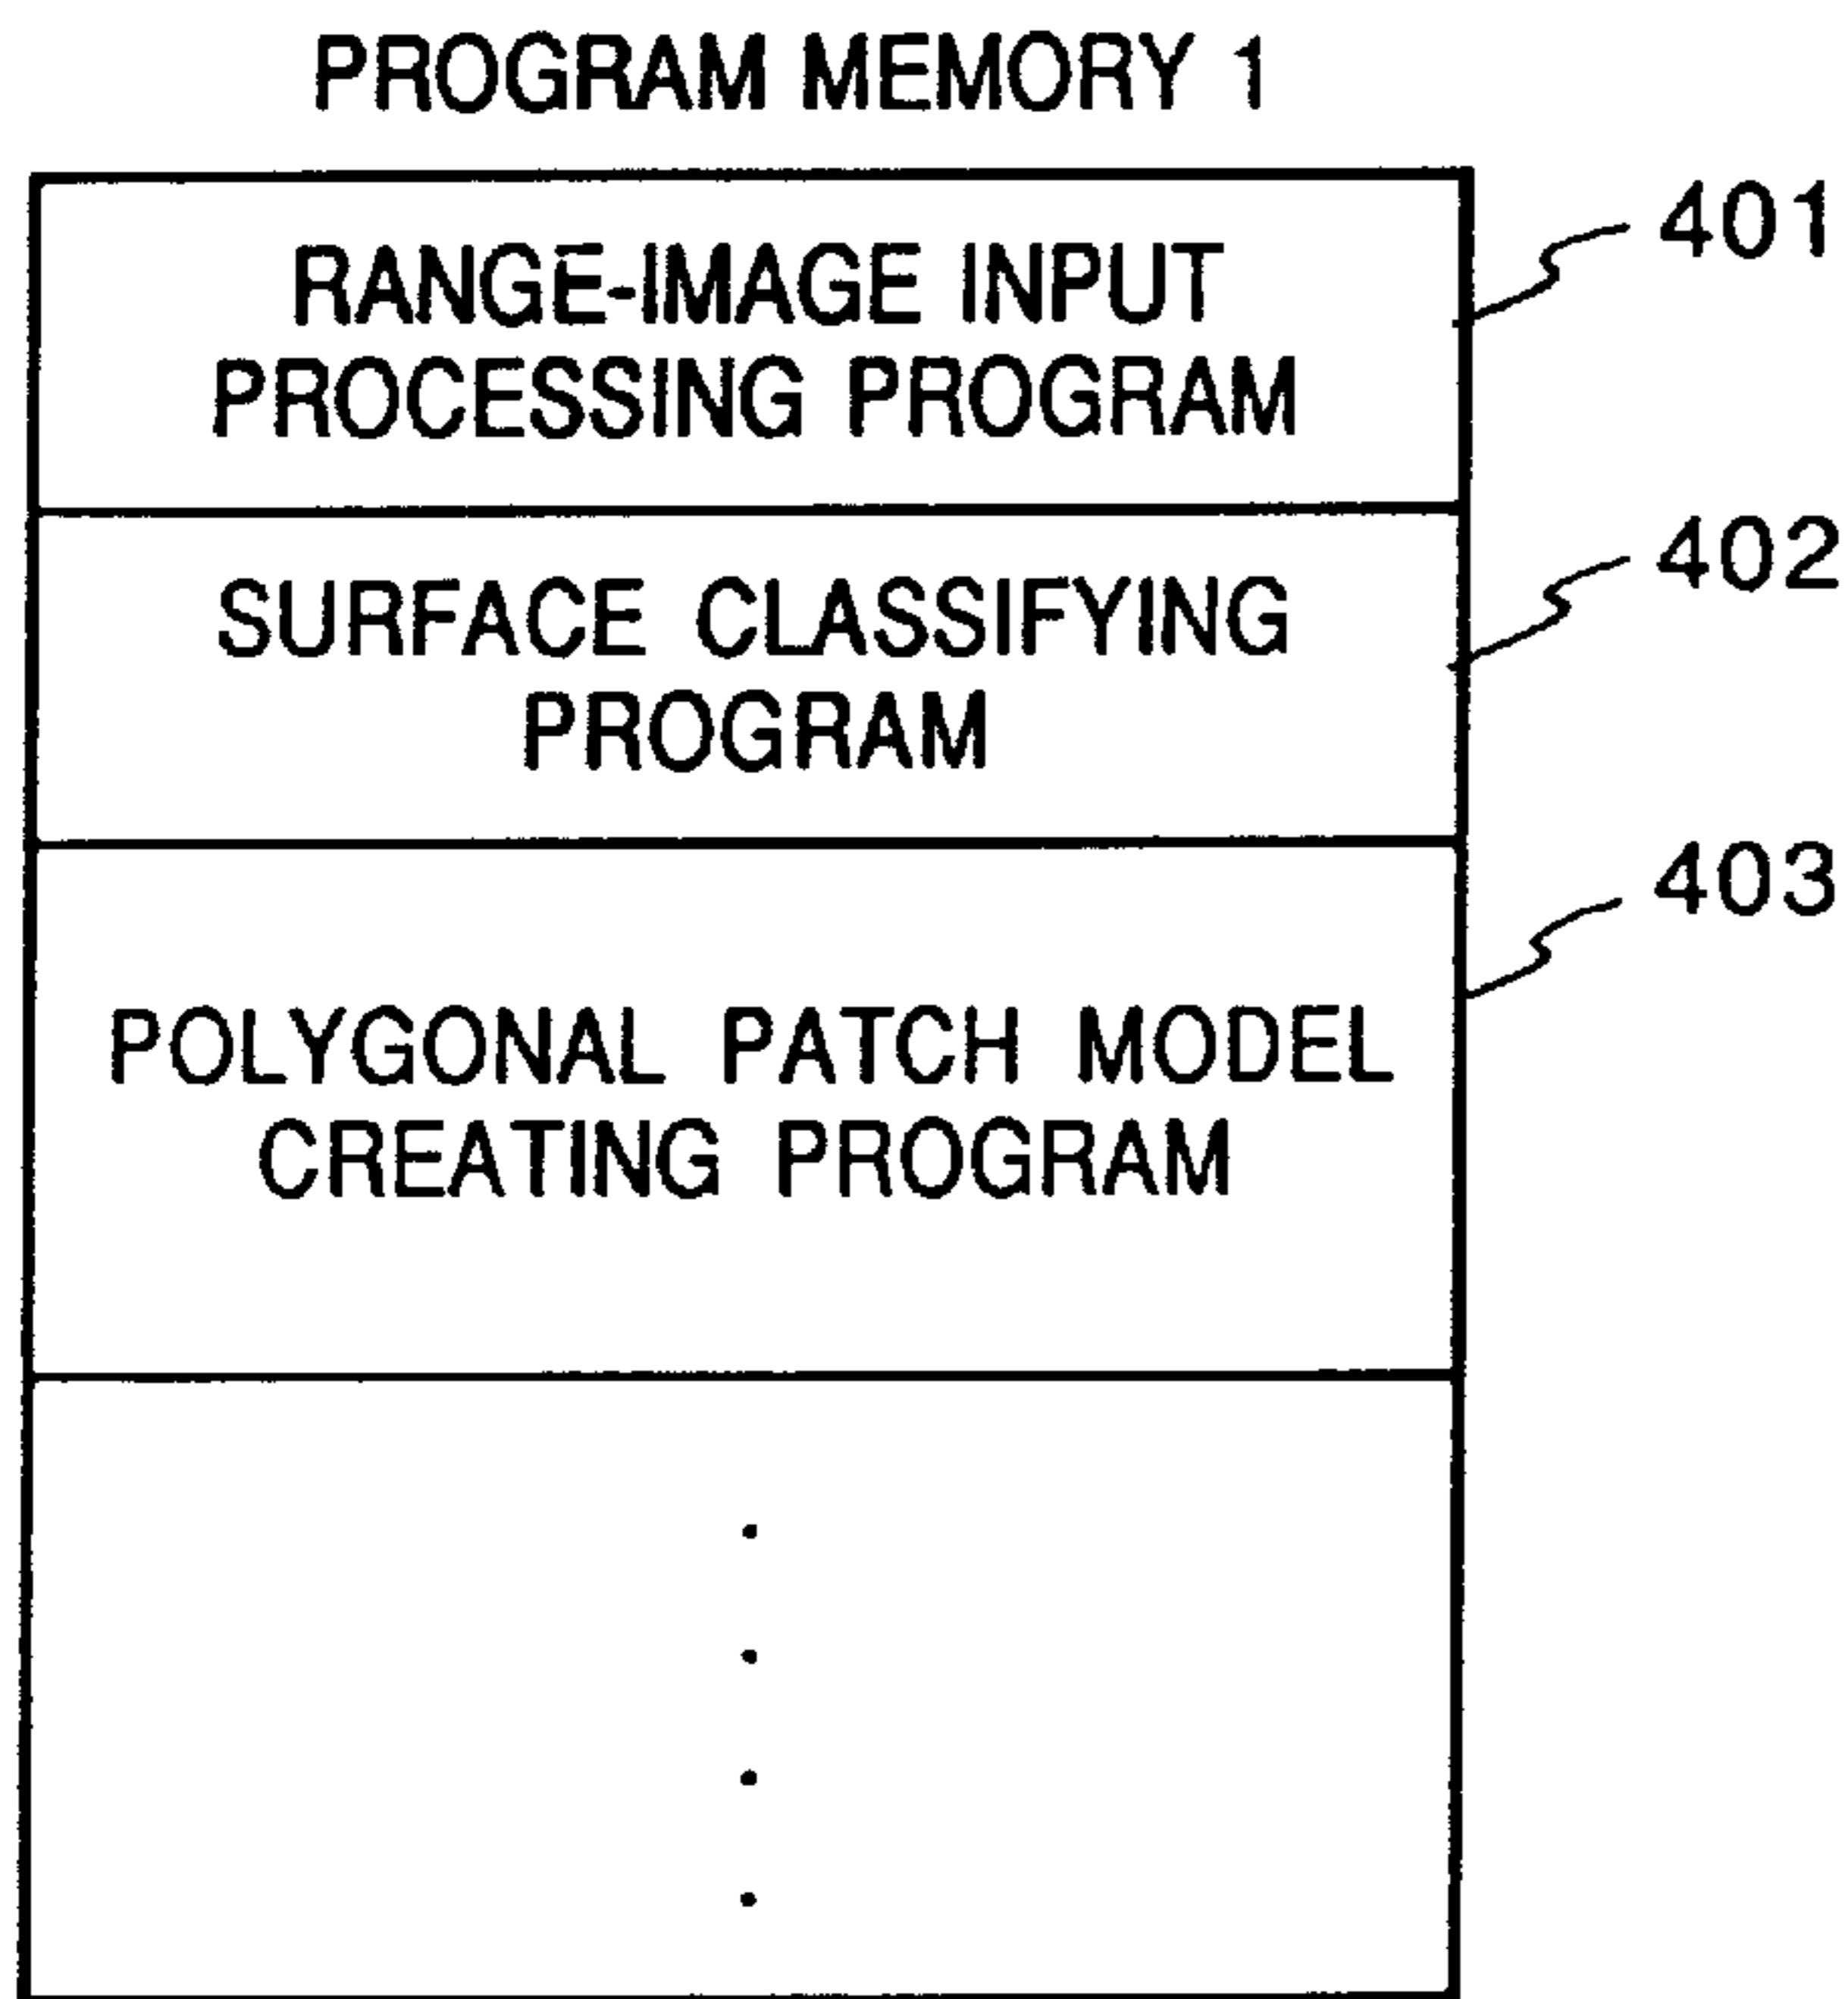 PROGRAM MEMORY 1
RANGE-IMAGE INPUT
PROCESSING PROGRAM
401
SURFACE CLASSIFYING
PROGRAM
402
POLYGONAL PATCH MODEL
CREATING PROGRAM
403